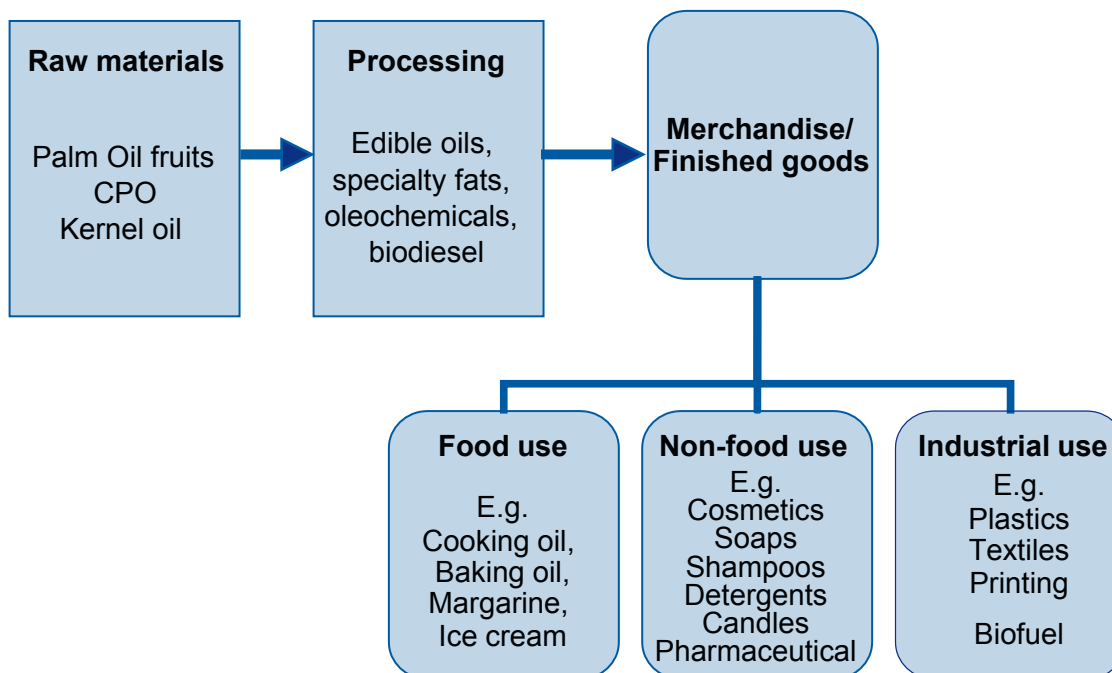 Raw materials
Palm Oil fruits
CPO
Kernel oil
Processing
Edible oils,
specialty fats,
oleochemicals,
biodiesel
Merchandise/
Finished goods
Food use
E.g.
Cooking oil,
Baking oil,
Margarine,
Ice cream
Non-food use
E.g.
Cosmetics
Soaps
Shampoos
Detergents
Candles
Pharmaceutical
Industrial use
E.g.
Plastics
Textiles
Printing
Biofuel